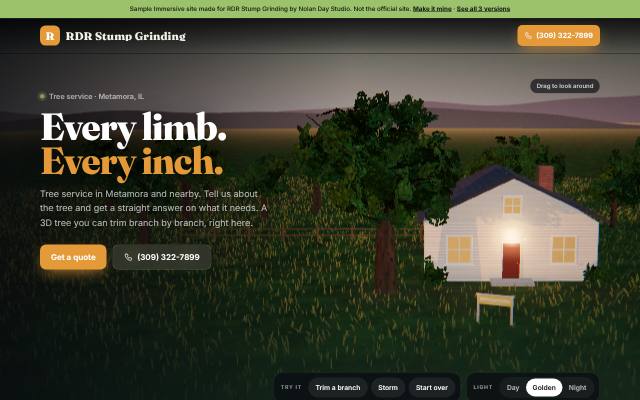 Sample Immersive site made for RDR Stump Grinding by Nolan Day Studio. Not the official site. Make it mine · See all 3 versions
R RDR Stump Grinding
(309) 322-7899
Drag to look around
Tree service · Metamora, IL
Every limb.
Every inch.
Tree service in Metamora and nearby. Tell us about
the tree and get a straight answer on what it needs. A
3D tree you can trim branch by branch, right here.
Get a quote
(309) 322-7899
TRY IT Trim a branch Storm Start over
LIGHT Day Golden Night